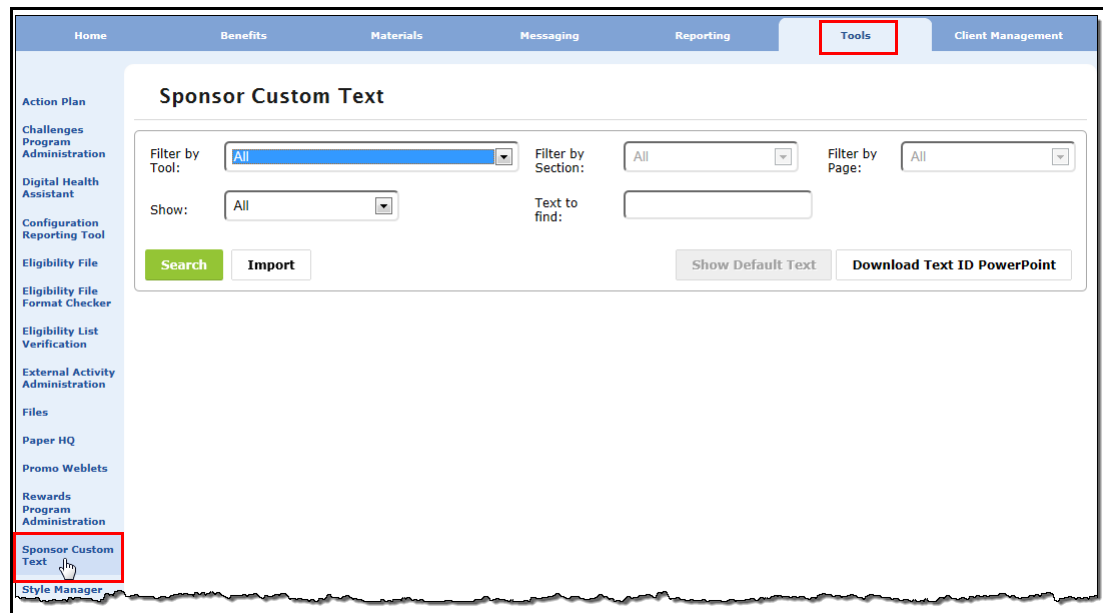 Home Benefits Materials Messaging Reporting Tools Client Management
Action Plan
Challenges
Program
Administration
Digital Health
Assistant
Configuration
Reporting Tool
Eligibility File
Eligibility File
Format Checker
Eligibility List
Verification
External Activity
Administration
Files
Paper HQ
Promo Weblets
Rewards
Program
Administration
Sponsor Custom
Text
Style Manager
Sponsor Custom Text
Filter by
Tool:
All
Filter by
Section:
All
Filter by
Page:
All
Show:
All
Text to
find:
Search Import Show Default Text Download Text ID PowerPoint